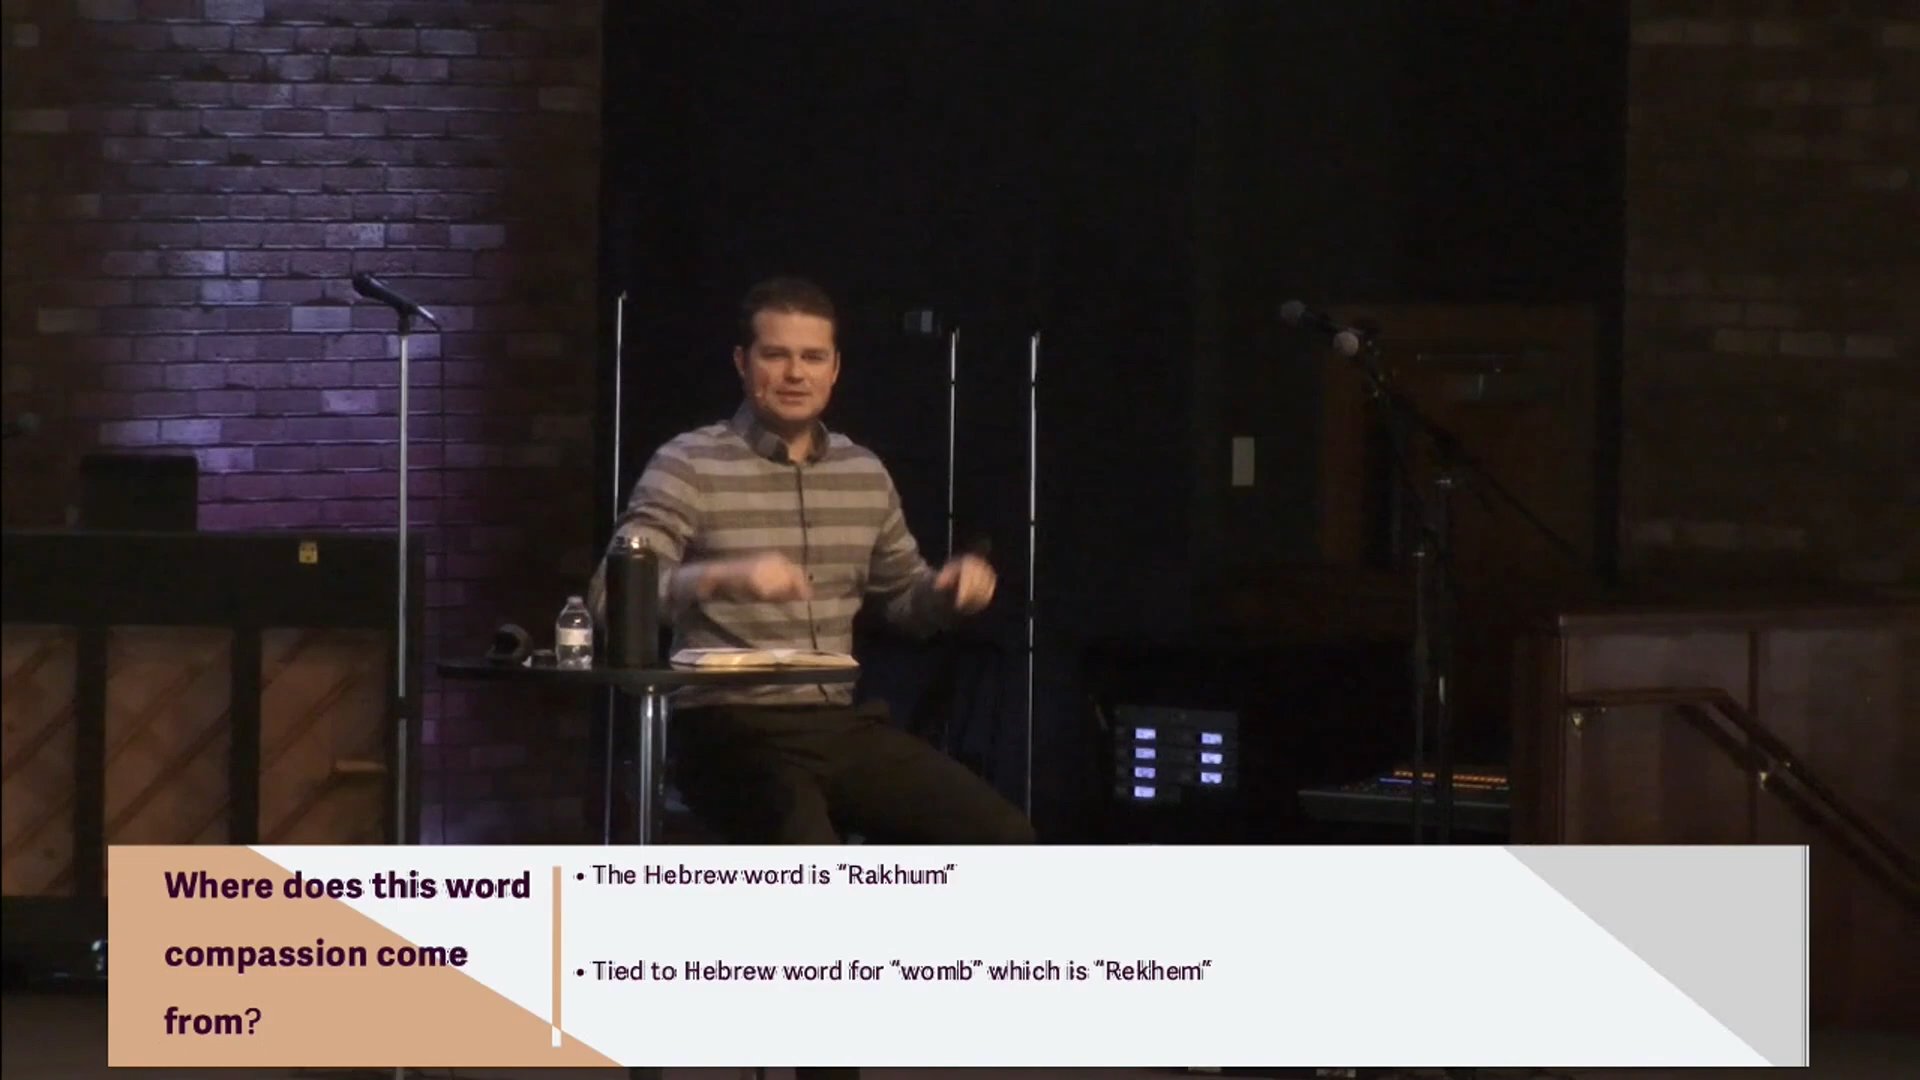 Where does this word
compassion come
from?
• The Hebrew word is “Rakhum”
• Tied to Hebrew word for “womb” which is “Rekhem”